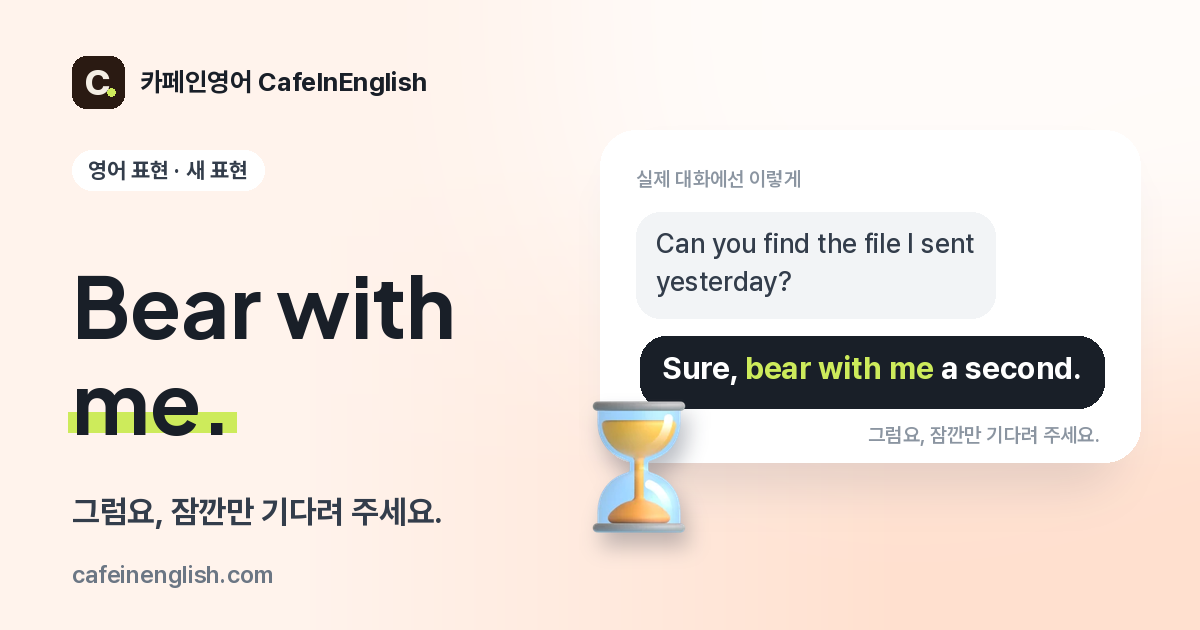 C.
카페인영어 CafeInEnglish
영어 표현 · 새 표현
Bear with
me.
그럼요, 잠깐만 기다려 주세요.
cafeinenglish.com
실제 대화에선 이렇게
Can you find the file I sent
yesterday?
Sure, bear with me a second.
그럼요, 잠깐만 기다려 주세요.